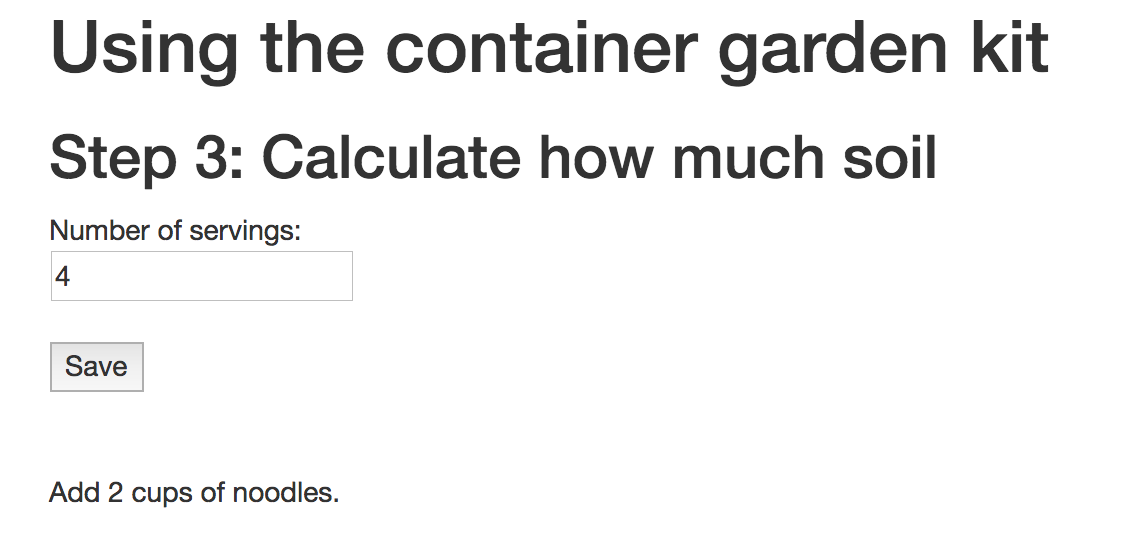 Using the container garden kit
Step 3: Calculate how much soil
Number of servings:
4
Save
Add 2 cups of noodles.